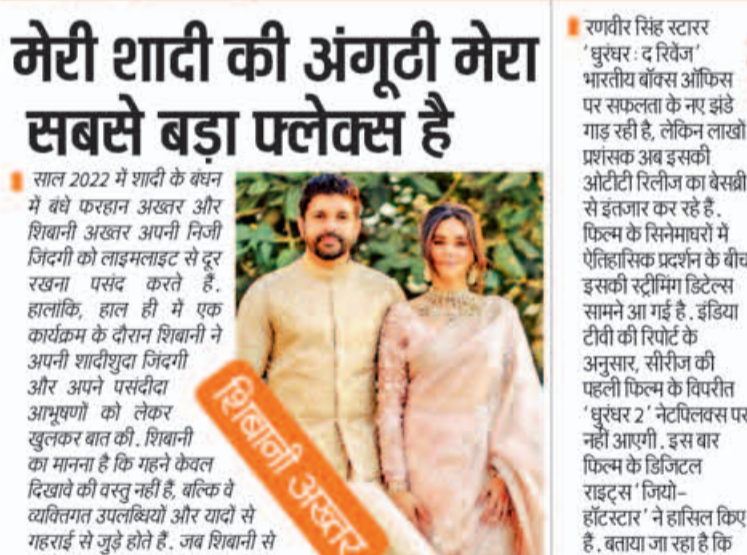 मेरी शादी की अंगूठी मेरा
सबसे बड़ा फ्लेक्स है
साल 2022 में शादी के बंधन
में बंधे फरहान अख्तर और
शिबानी अख्तर अपनी निजी
जिंदगी को लाइमलाइट से दूर
रखना पसंद करते हैं.
हालांकि, हाल ही में एक
कार्यक्रम के दौरान शिबानी ने
अपनी शादीशुदा जिंदगी
और अपने पसंदीदा
आभूषणों को लेकर
खुलकर बात की. शिबानी
का मानना है कि गहने केवल
दिखावे की वस्तु नहीं हैं, बल्कि वे
व्यक्तिगत उपलब्धियों और यादों से
गहराई से जुड़े होते हैं. जब शिबानी से
शिबानी अख्तर
रणवीर सिंह स्टारर
'धुरंधर : द रिवेंज'
भारतीय बॉक्स ऑफिस
पर सफलता के नए झंडे
गाड़ रही है, लेकिन लाखों
प्रशंसक अब इसकी
ओटीटी रिलीज का बेसब्री
से इंतजार कर रहे हैं.
फिल्म के सिनेमाघरों में
ऐतिहासिक प्रदर्शन के बीच
इसकी स्ट्रीमिंग डिटेल्स
सामने आ गई है. इंडिया
टीवी की रिपोर्ट के
अनुसार, सीरीज की
पहली फिल्म के विपरीत
'धुरंधर 2' नेटफ्लिक्स पर
नहीं आएगी. इस बार
फिल्म के डिजिटल
राइट्स 'जियो-
हॉटस्टार' ने हासिल किए
हैं. बताया जा रहा है कि